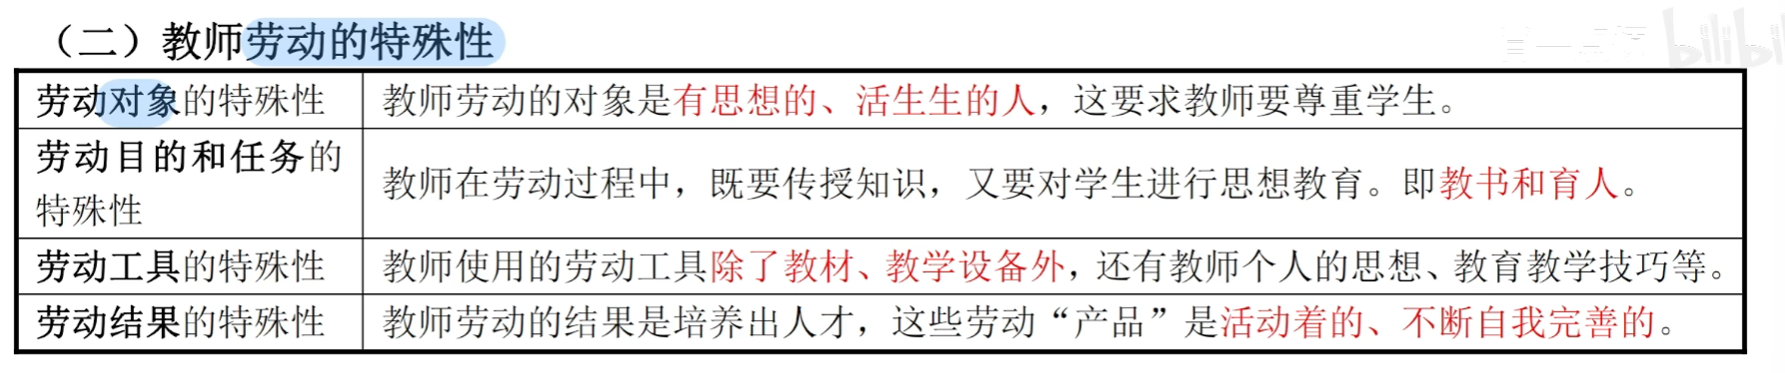 （二）教师劳动的特殊性
劳动对象的特殊性
教师劳动的对象是有思想的、活生生的人，这要求教师要尊重学生。
劳动目的和任务的
特殊性
教师在劳动过程中，既要传授知识，又要对学生进行思想教育。即教书和育人。
劳动工具的特殊性
教师使用的劳动工具除了教材、教学设备外，还有教师个人的思想、教育教学技巧等。
劳动结果的特殊性
教师劳动的结果是培养出人才，这些劳动“产品”是活动着的、不断自我完善的。
bilibili